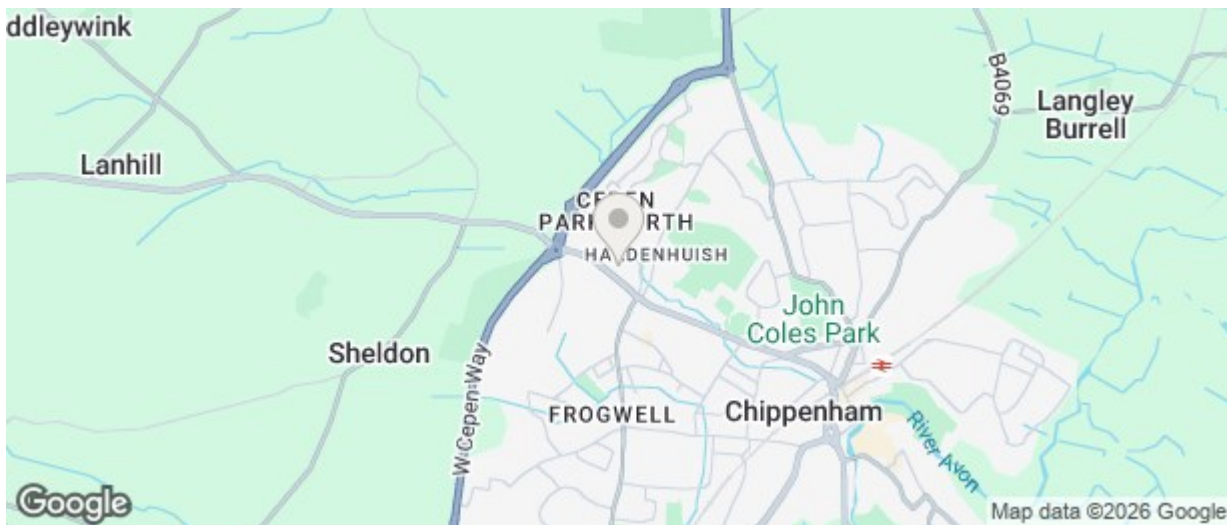 ddleywink
B4069
Langley
Burrell
Lanhill
HARDENHUISH
John
Coles Park
Sheldon
W Cepen Way
FROGWELL
Chippenham
River Avon
Google
Map data ©2026 Google